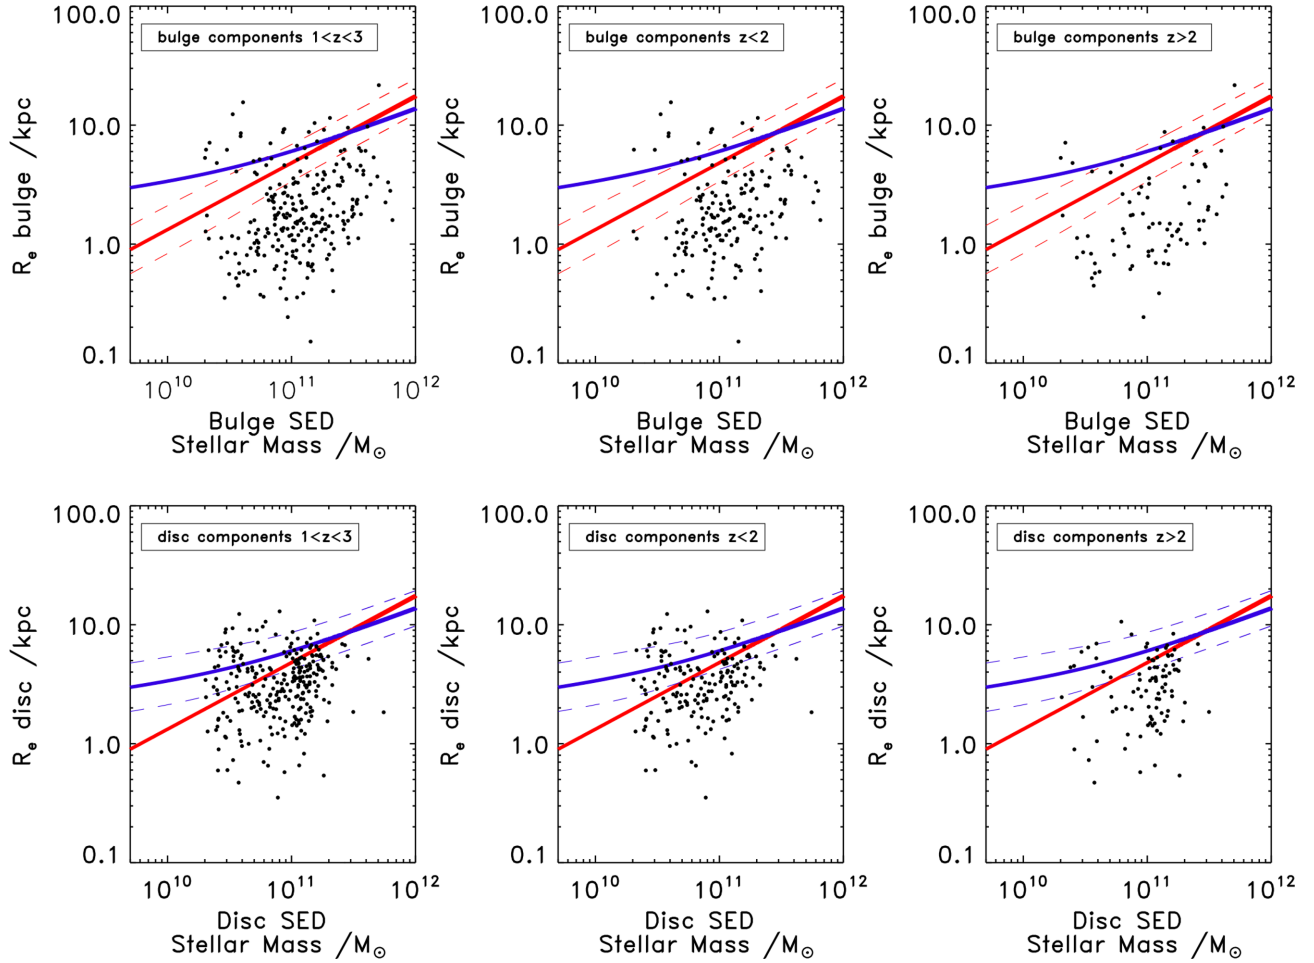 100.0
bulge components 1<z<3
10.0
1.0
0.1
R_e bulge /kpc
10^10 10^11 10^12
Bulge SED
Stellar Mass /M_⊙
100.0
bulge components z<2
10.0
1.0
0.1
R_e bulge /kpc
10^10 10^11 10^12
Bulge SED
Stellar Mass /M_⊙
100.0
bulge components z>2
10.0
1.0
0.1
R_e bulge /kpc
10^10 10^11 10^12
Bulge SED
Stellar Mass /M_⊙
100.0
disc components 1<z<3
10.0
1.0
0.1
R_e disc /kpc
10^10 10^11 10^12
Disc SED
Stellar Mass /M_⊙
100.0
disc components z<2
10.0
1.0
0.1
R_e disc /kpc
10^10 10^11 10^12
Disc SED
Stellar Mass /M_⊙
100.0
disc components z>2
10.0
1.0
0.1
R_e disc /kpc
10^10 10^11 10^12
Disc SED
Stellar Mass /M_⊙